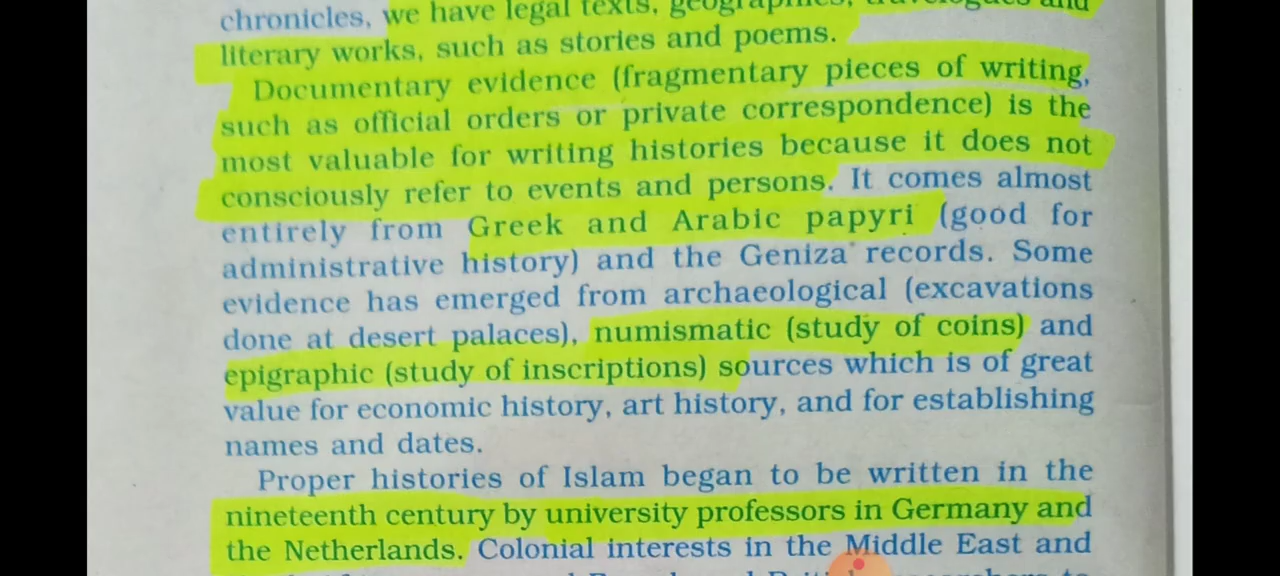 chronicles, we have legal texts, geographies, travelogues and
literary works, such as stories and poems.
Documentary evidence (fragmentary pieces of writing,
such as official orders or private correspondence) is the
most valuable for writing histories because it does not
consciously refer to events and persons. It comes almost
entirely from Greek and Arabic papyri (good for
administrative history) and the Geniza records. Some
evidence has emerged from archaeological (excavations
done at desert palaces), numismatic (study of coins) and
epigraphic (study of inscriptions) sources which is of great
value for economic history, art history, and for establishing
names and dates.
Proper histories of Islam began to be written in the
nineteenth century by university professors in Germany and
the Netherlands. Colonial interests in the Middle East and